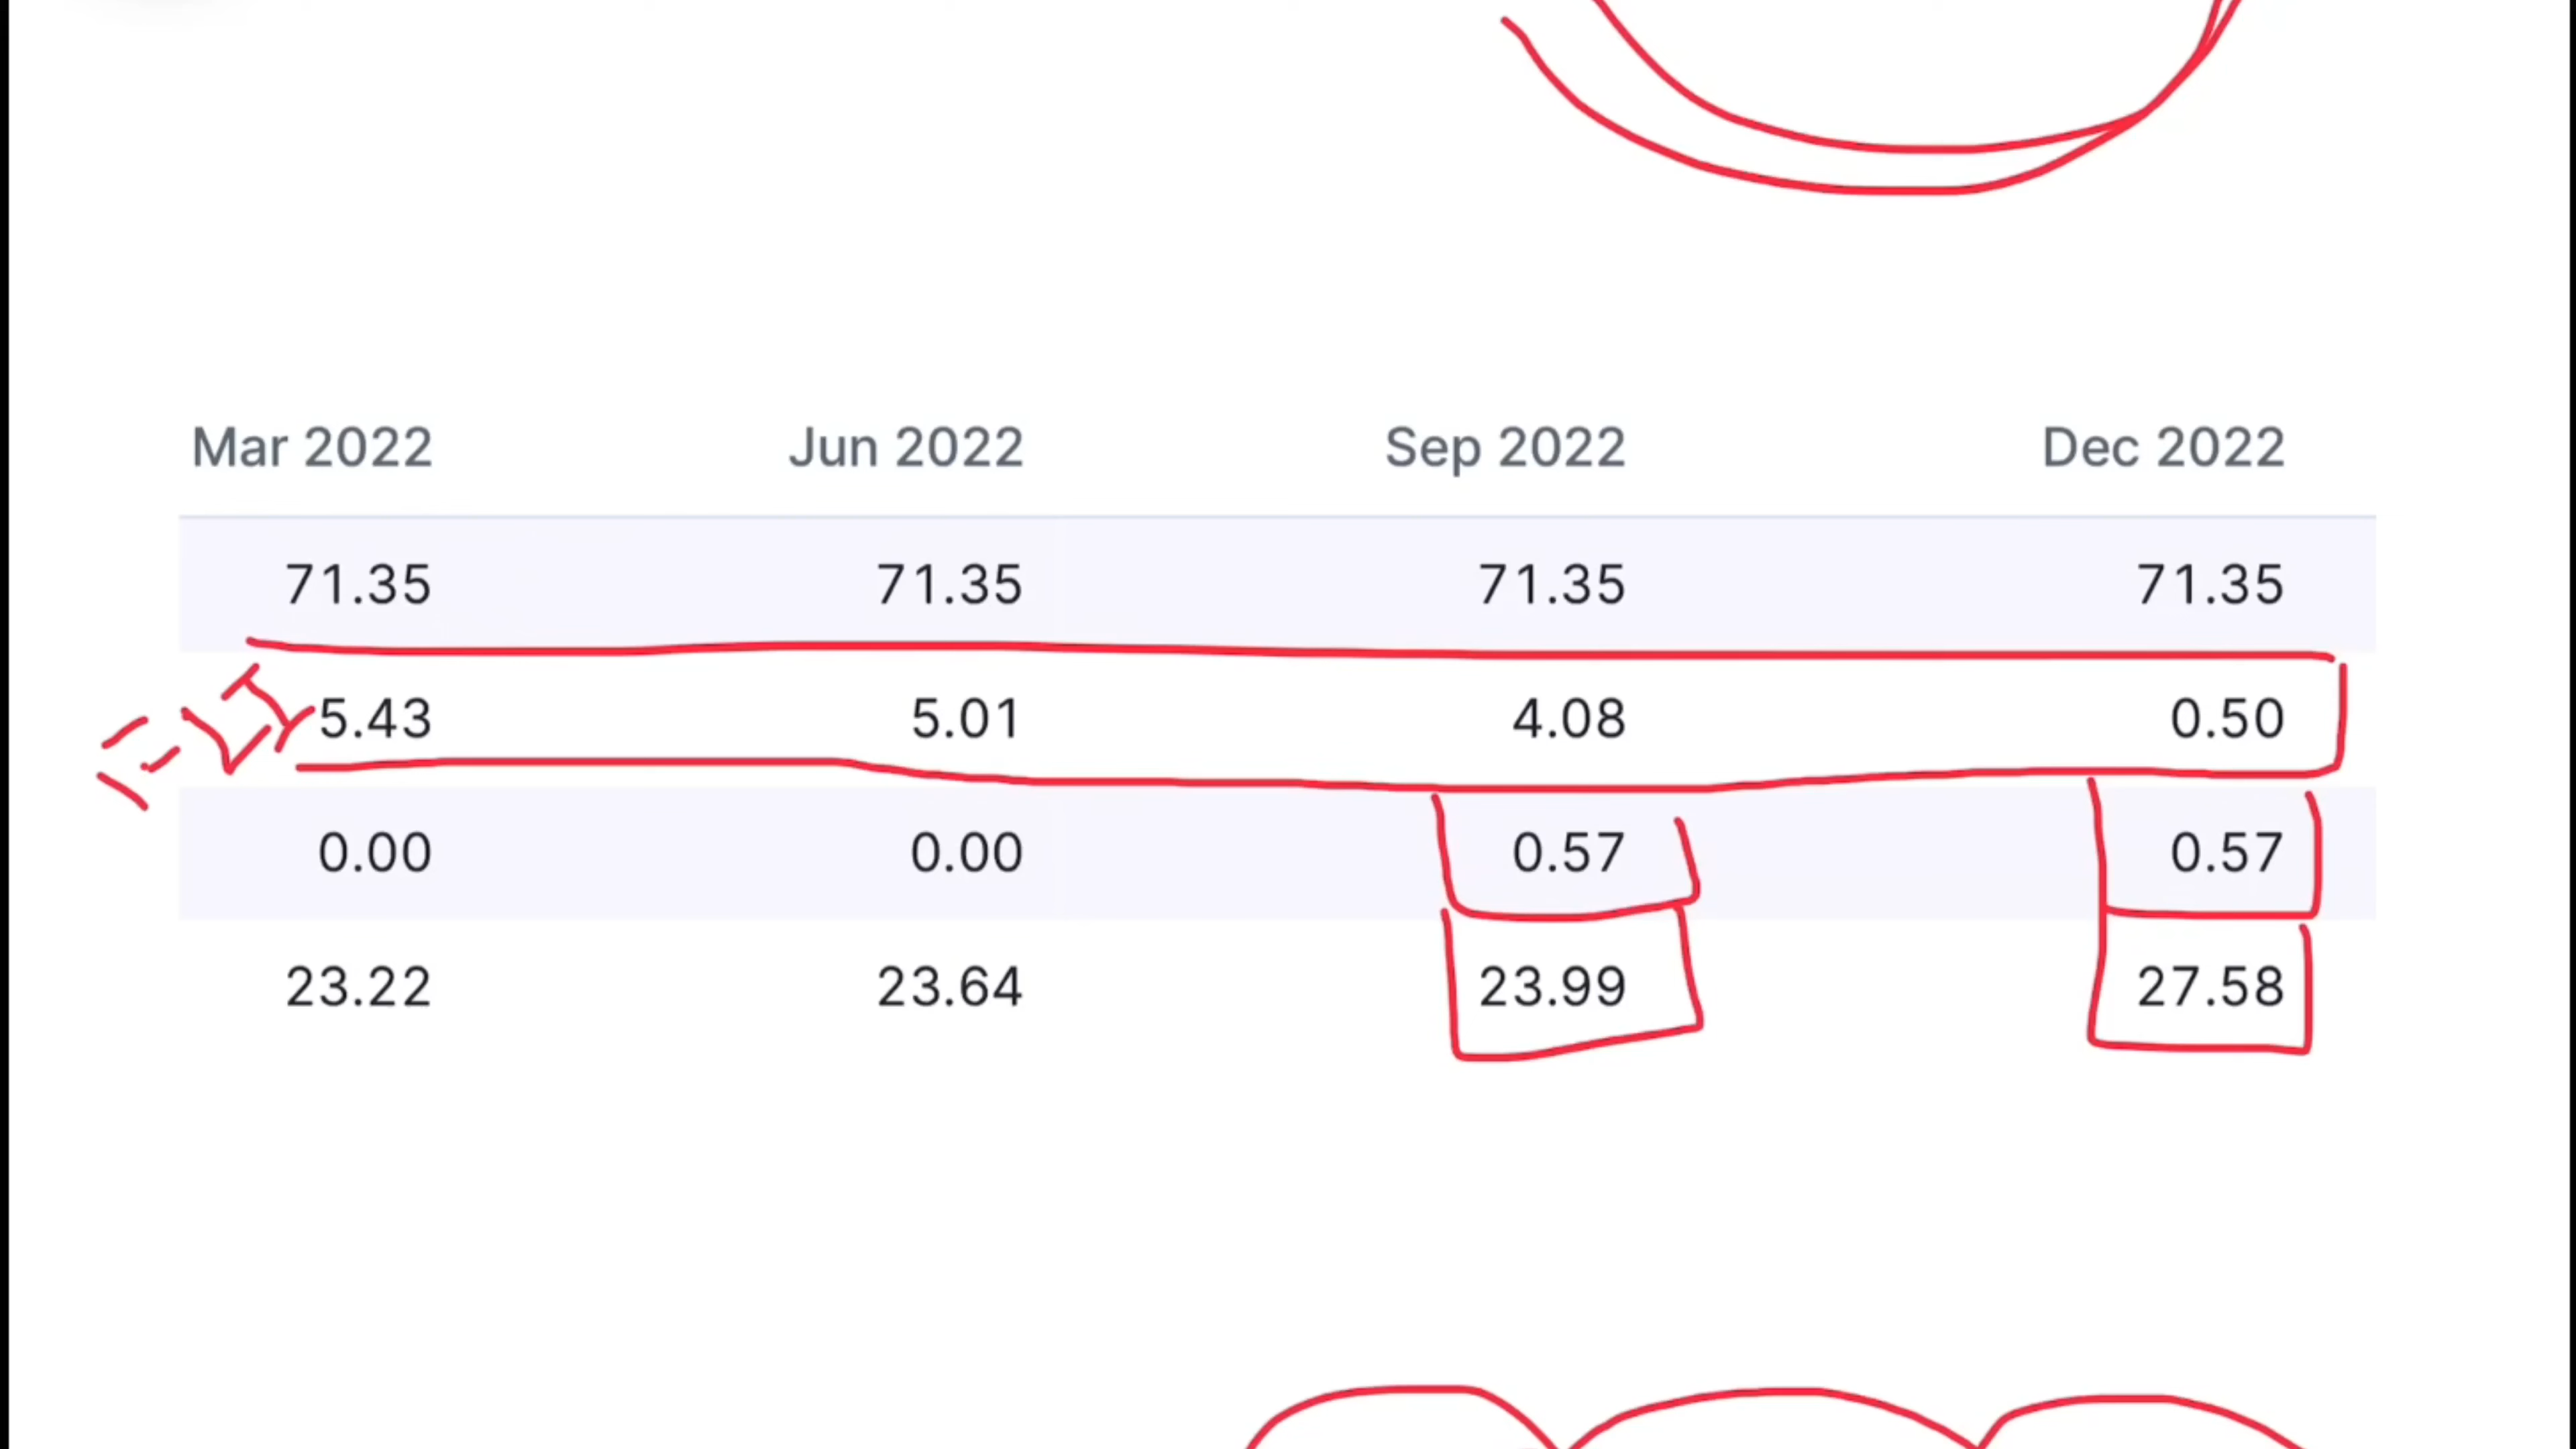 Mar 2022 Jun 2022 Sep 2022 Dec 2022
71.35 71.35 71.35 71.35
5.43 5.01 4.08 0.50
0.00 0.00 0.57 0.57
23.22 23.64 23.99 27.58